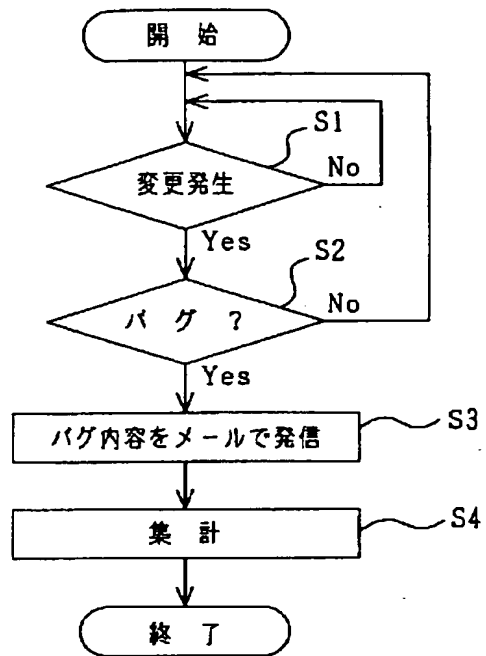 開 始
S1
変更発生
No
Yes
S2
バ グ ?
No
Yes
バグ内容をメールで発信
S3
集 計
S4
終 了